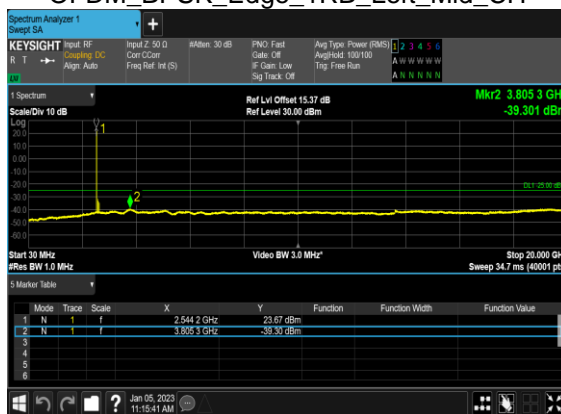 Spectrum Analyzer 1
Swept SA
+
KEYSIGHT Input: RF Input Z: 50 Ω #Atten: 30 dB PNO: Fast Avg Type: Power (RMS) 1 2 3 4 5 6
R T Coupling: DC Corr CCorr Gate: Off Avg|Hold: 100/100 A W W W W W
Align: Auto Freq Ref: Int (S) IF Gain: Low Trig: Free Run
Sig Track: Off A N N N N N
1 Spectrum Ref Lvl Offset 15.37 dB Mkr2 3.805 3 GH
Scale/Div 10 dB Ref Level 30.00 dBm -39.301 dB
Log
20.0
10.0
0.00
-10.0
-20.0
-30.0
-40.0
-50.0
-60.0
1
2
DL1 -25.00 dB
Start 30 MHz Video BW 3.0 MHz* Stop 20.000 GH
#Res BW 1.0 MHz Sweep 34.7 ms (40001 pt
5 Marker Table
Mode Trace Scale X Y Function Function Width Function Value
1 N 1 f 2.544 2 GHz 23.67 dBm
2 N 1 f 3.805 3 GHz -39.30 dBm
3
4
5
6
? Jan 05, 2023
11:15:41 AM